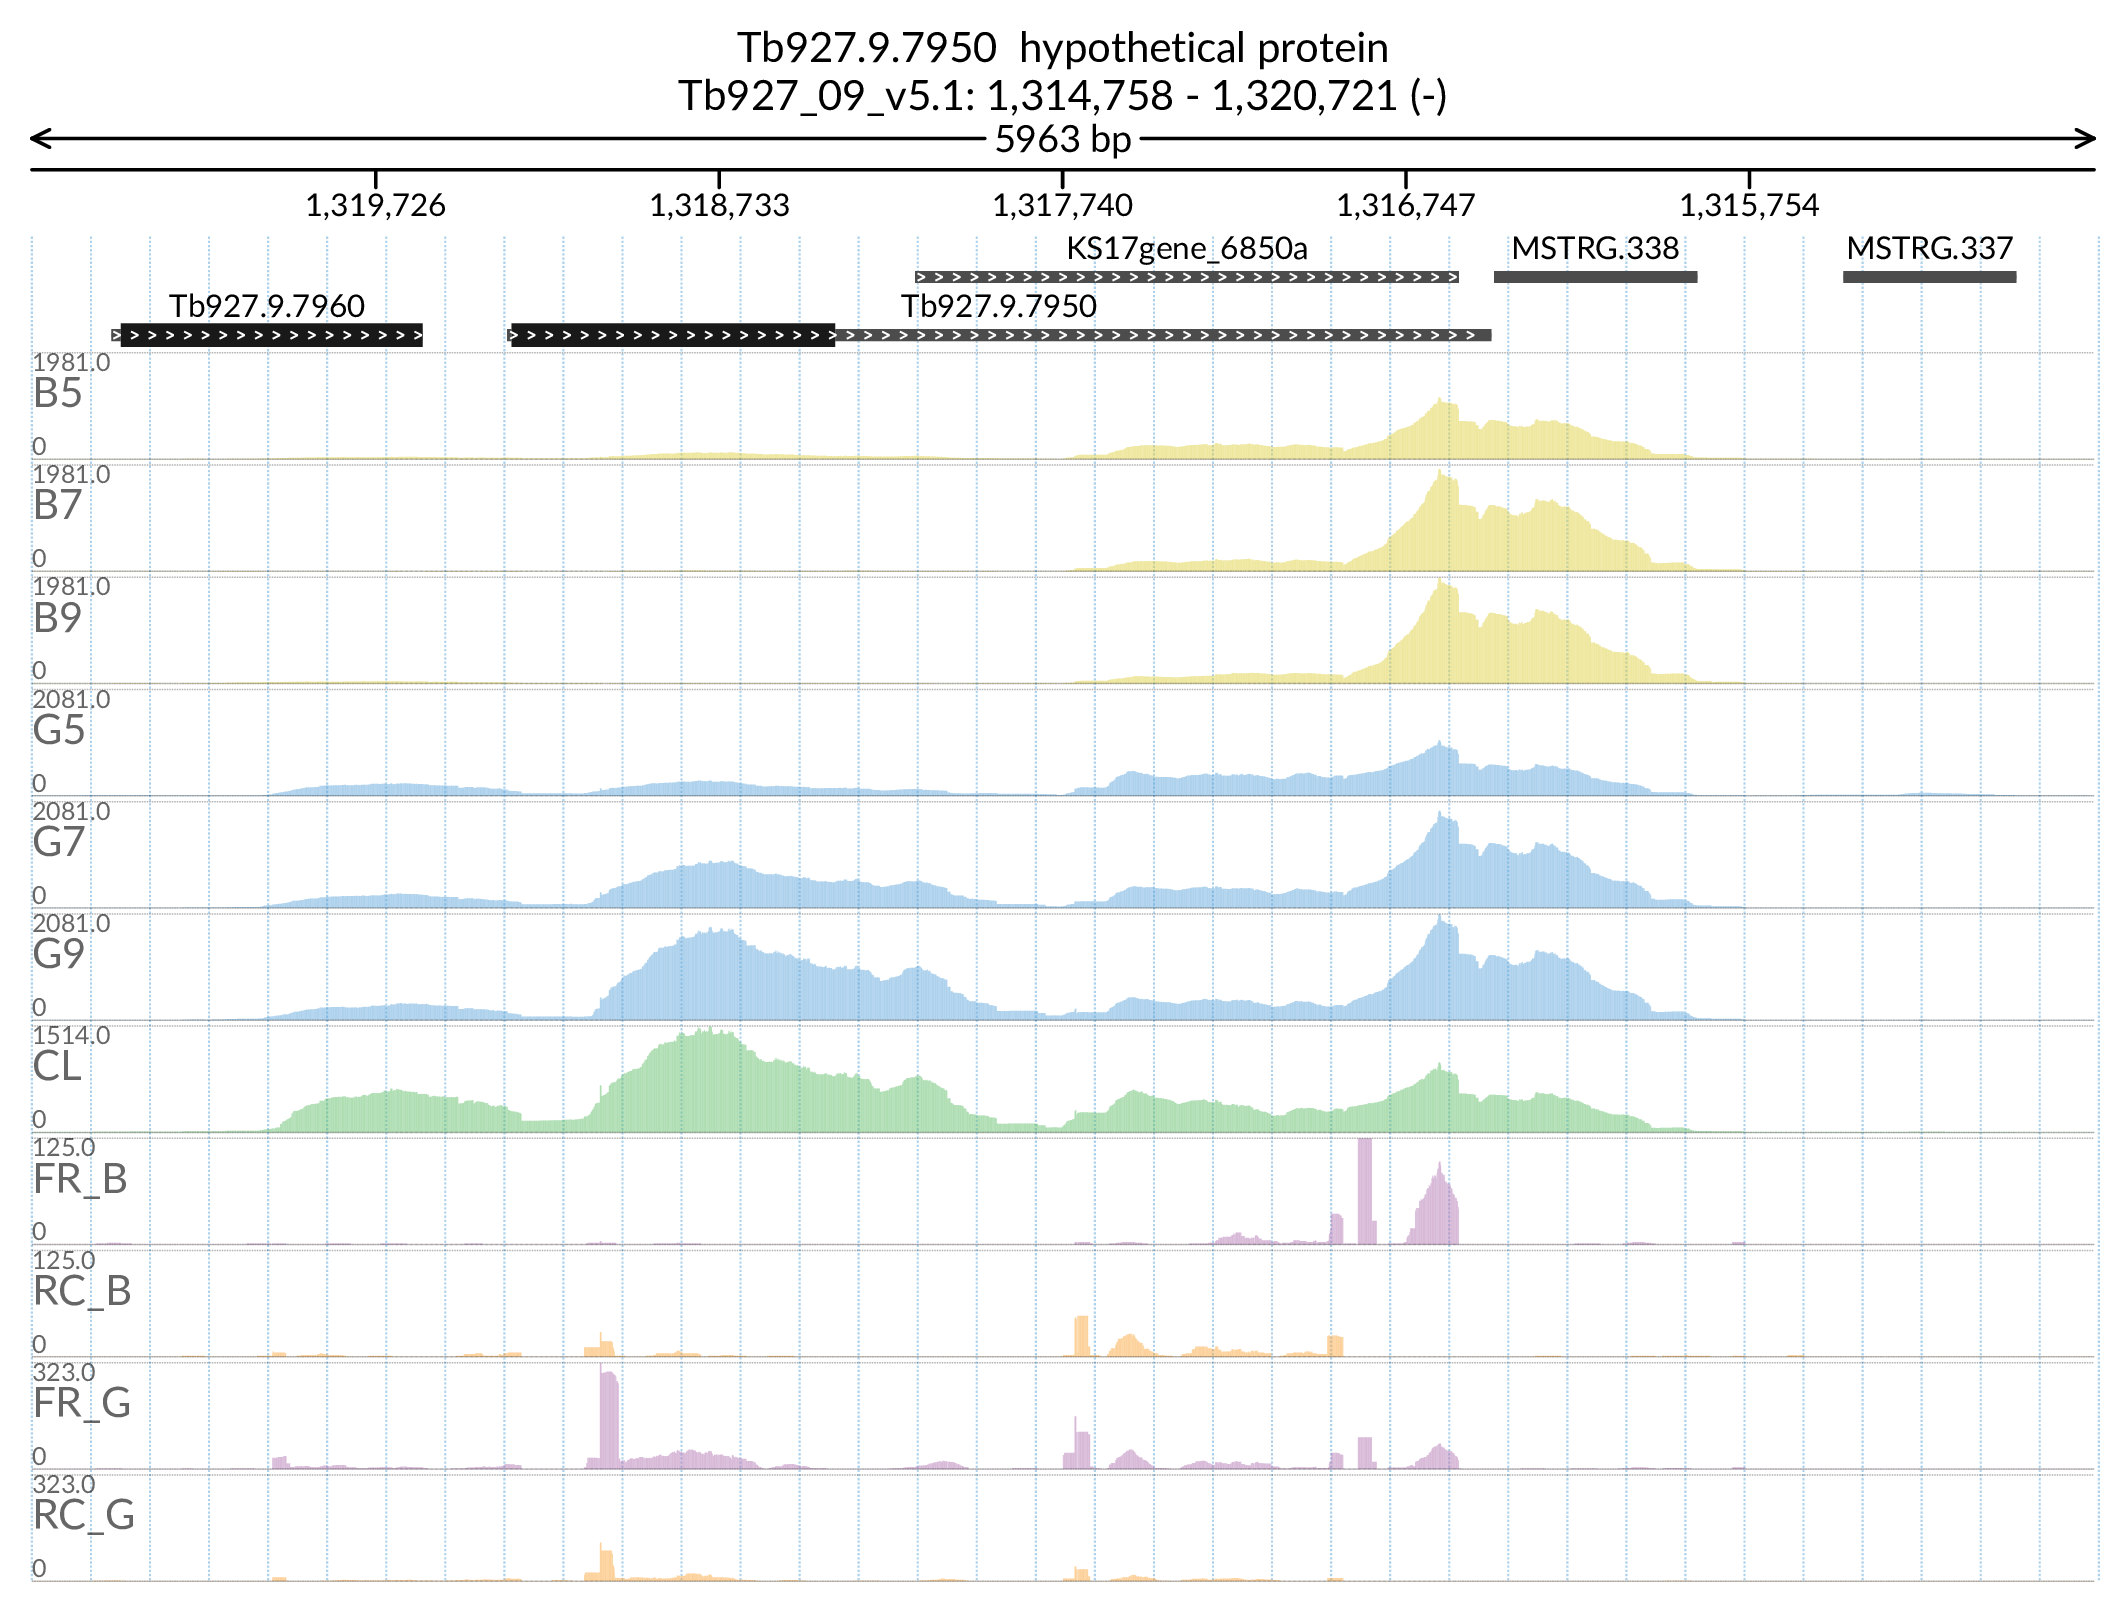 Tb927.9.7950  hypothetical protein
Tb927_09_v5.1: 1,314,758 - 1,320,721 (-)
5963 bp
1,319,726 1,318,733 1,317,740 1,316,747 1,315,754
KS17gene_6850a MSTRG.338 MSTRG.337
Tb927.9.7960 Tb927.9.7950
1981.0
B5
0
1981.0
B7
0
1981.0
B9
0
2081.0
G5
0
2081.0
G7
0
2081.0
G9
0
1514.0
CL
0
125.0
FR_B
0
125.0
RC_B
0
323.0
FR_G
0
323.0
RC_G
0